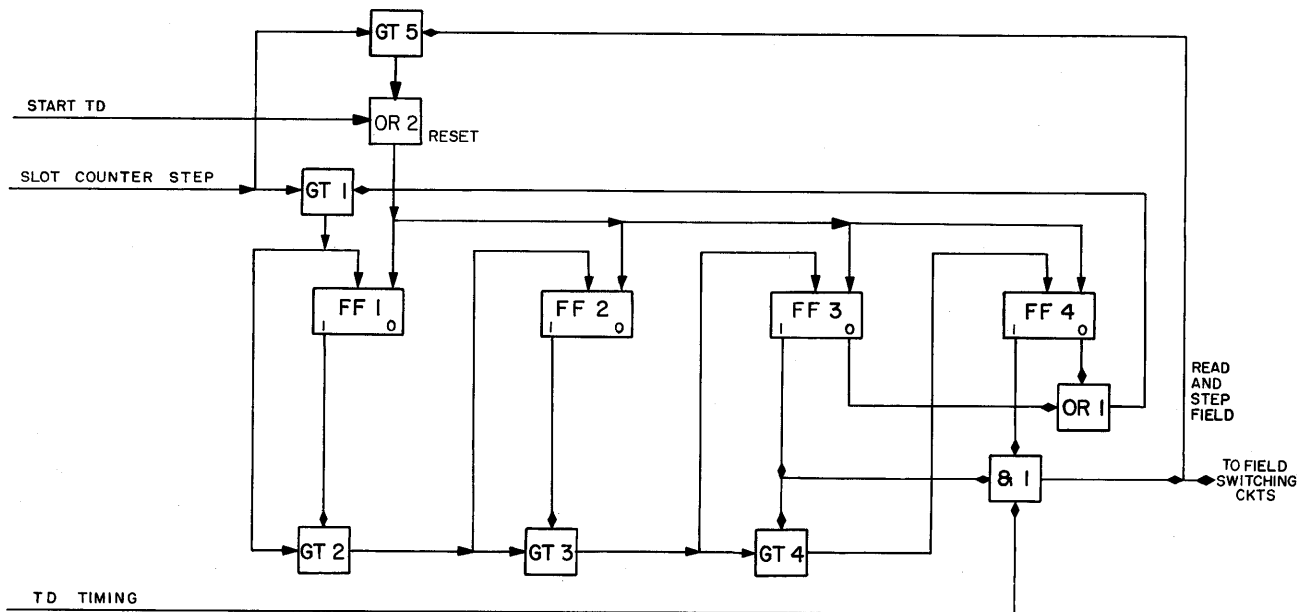 GT 5
START TD
OR 2
RESET
SLOT COUNTER STEP
GT 1
FF 1
1 0
FF 2
1 0
FF 3
1 0
FF 4
1 0
READ
AND
STEP
FIELD
OR 1
& 1
TO FIELD
SWITCHING
CKTS
GT 2
GT 3
GT 4
TD TIMING